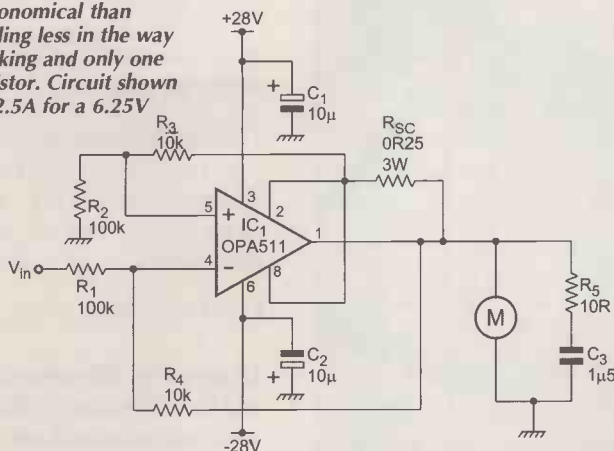 onomical than
ling less in the way
king and only one
stor. Circuit shown
2.5A for a 6.25V
+28V
+
C1
10μ
R3
10k
RSC
0R25
3W
R2
100k
3
2
5
+
IC1
OPA511
1
4
−
8
6
Vin
R1
100k
R5
10R
M
C2
10μ
+
C3
1μ5
R4
10k
-28V